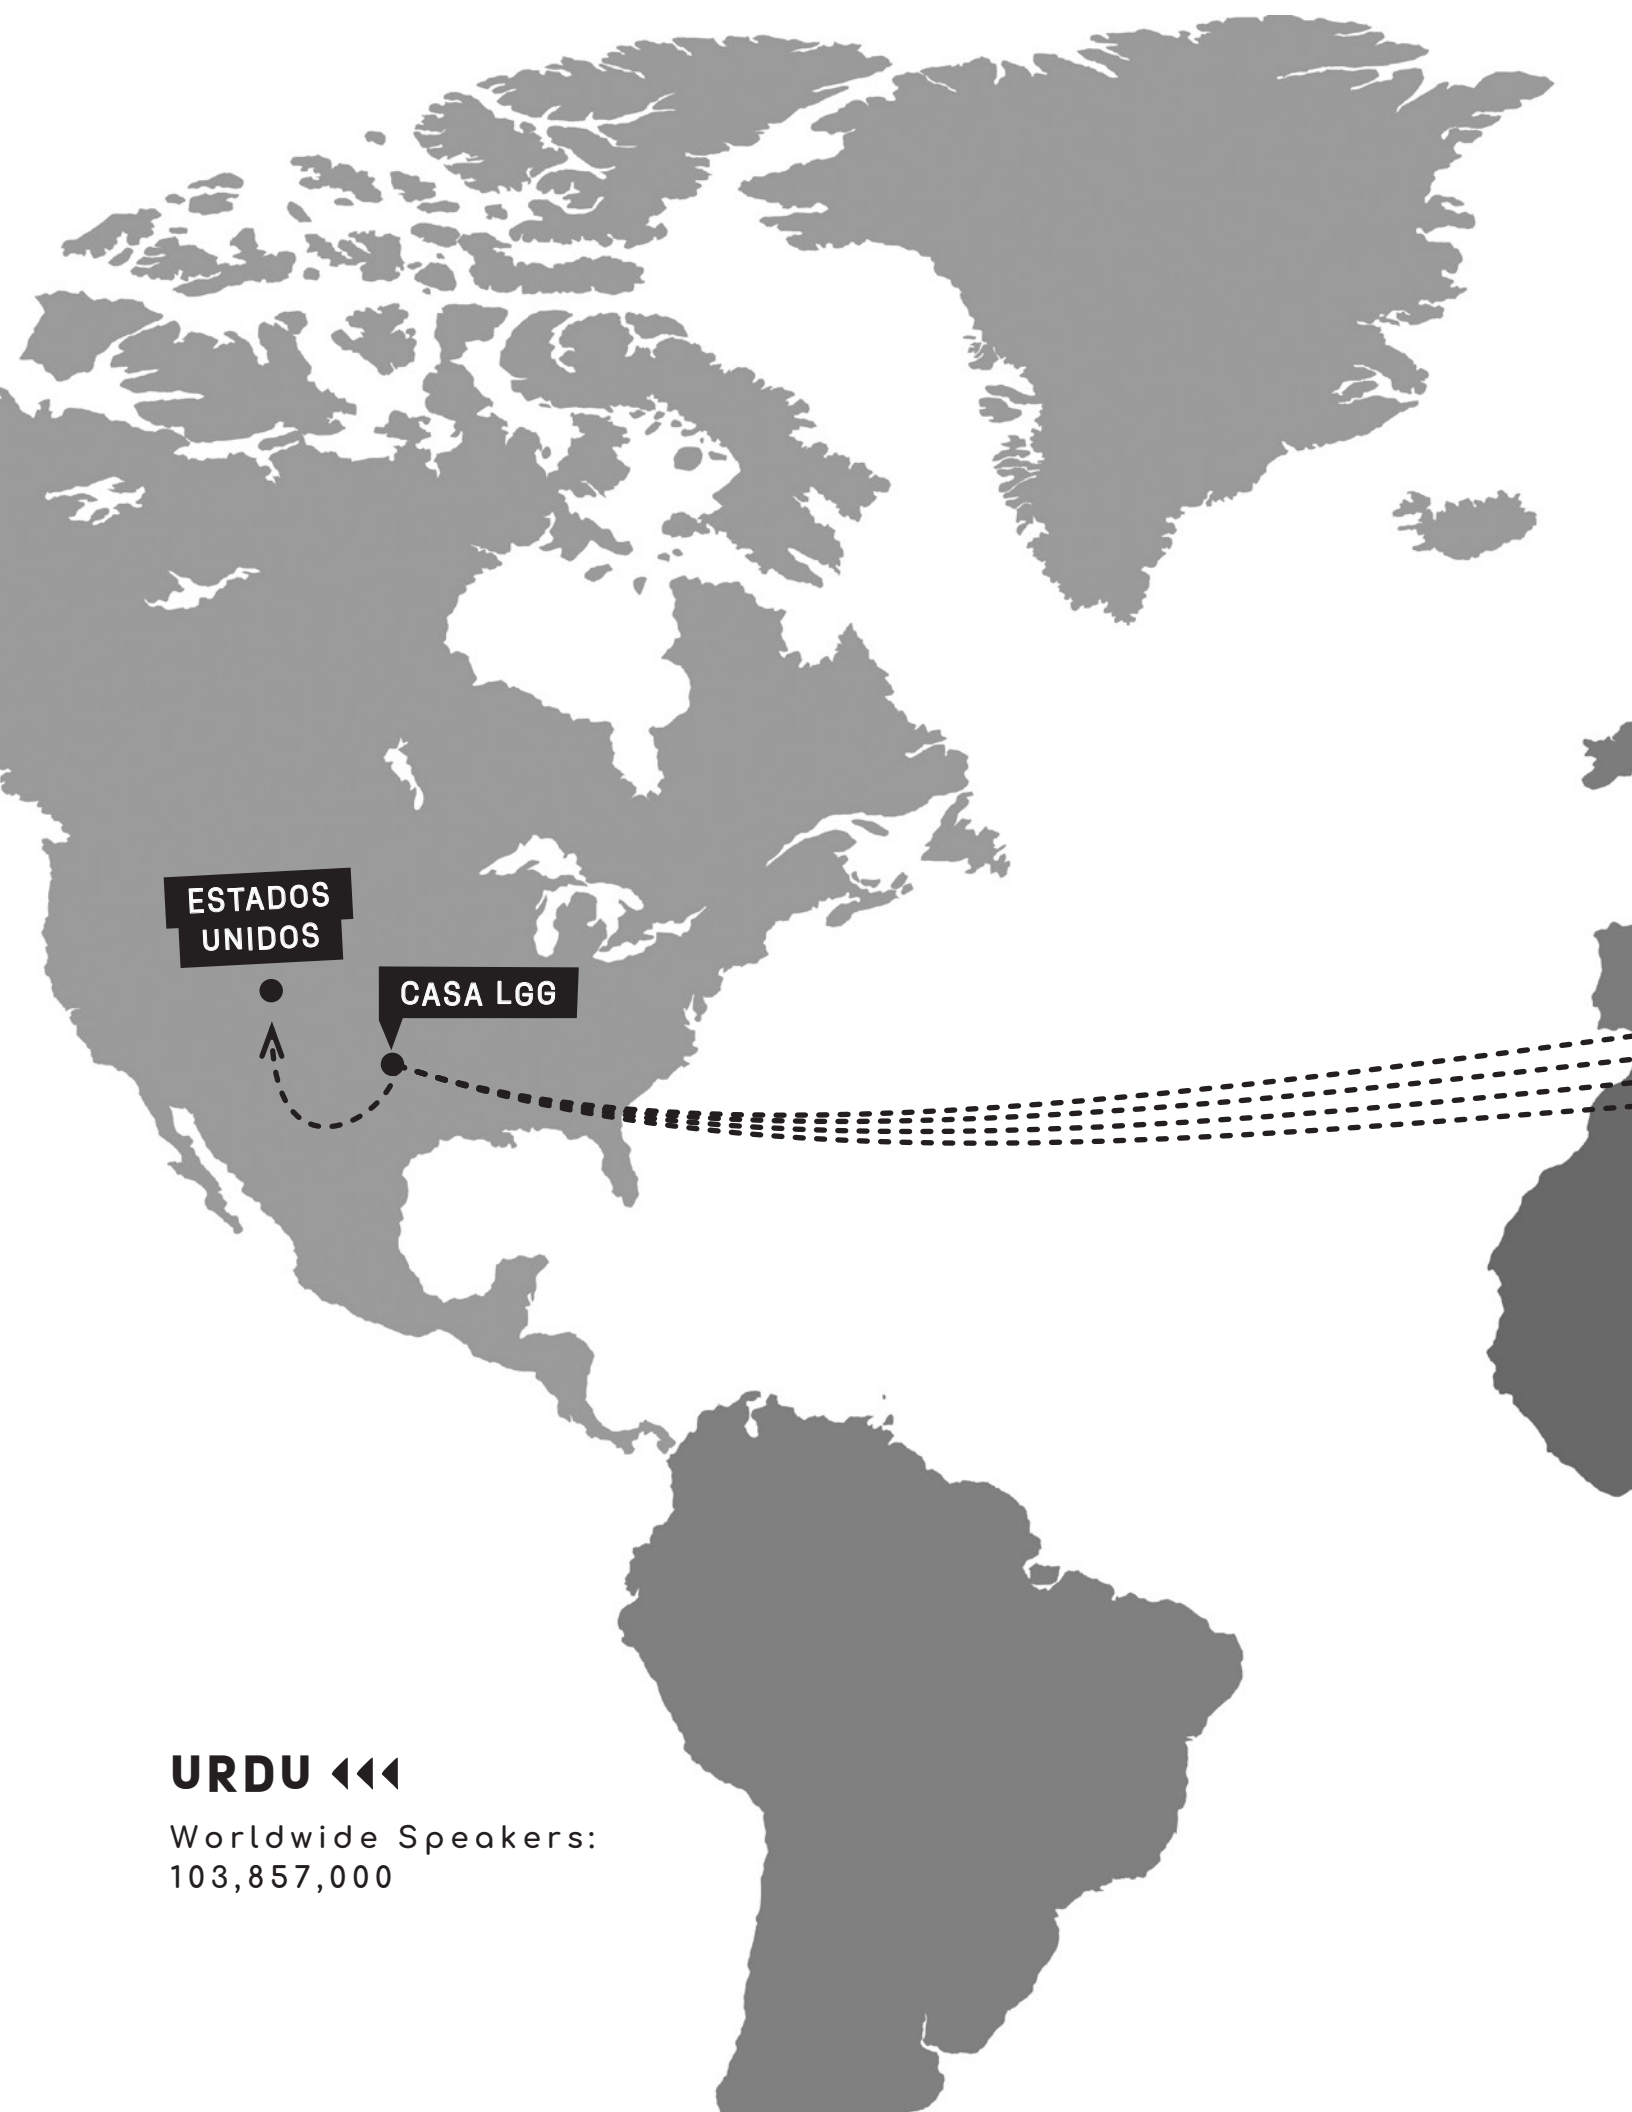 ESTADOS
UNIDOS
CASA LGG
URDU
Worldwide Speakers:
103,857,000